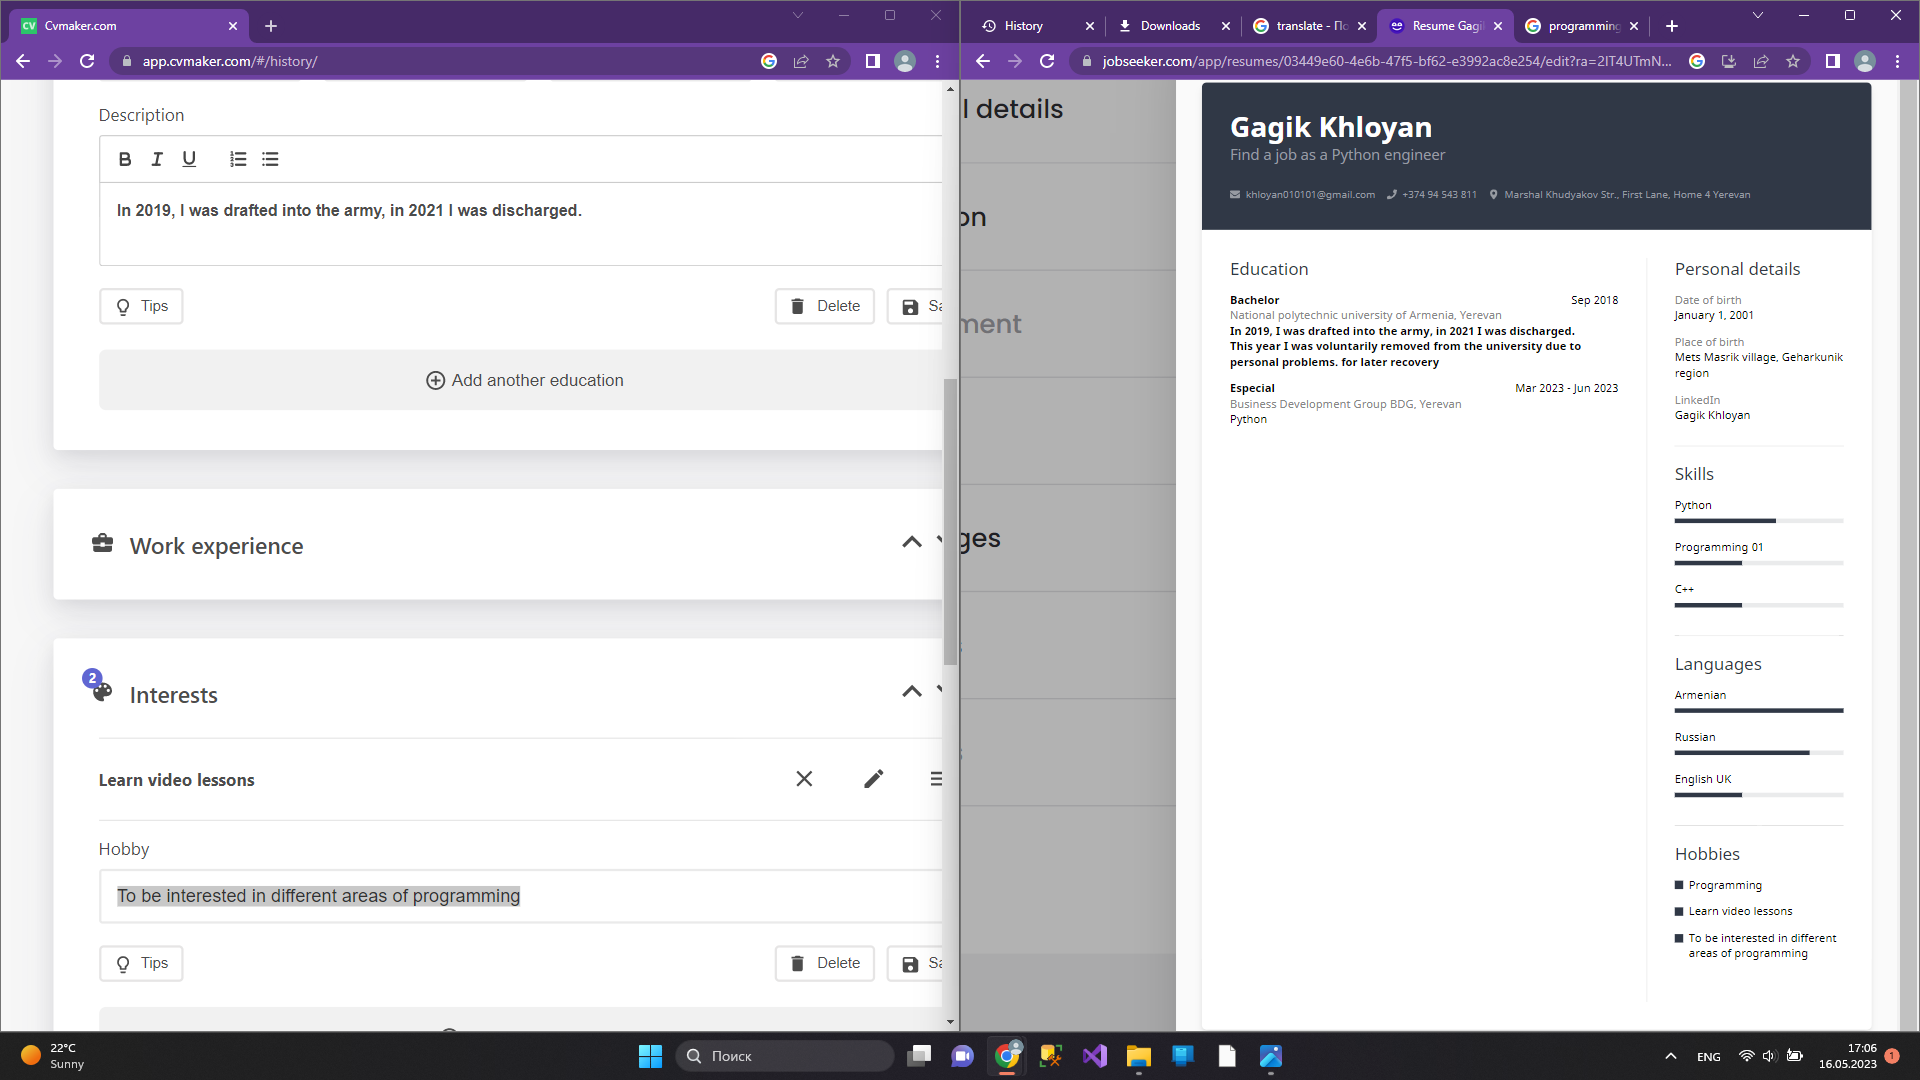 Cvmaker.com
app.cvmaker.com/#/history/
Description
B I U
In 2019, I was drafted into the army, in 2021 I was discharged.
Tips
Delete
Add another education
Work experience
2
Interests
Learn video lessons
Hobby
To be interested in different areas of programming
Tips
Delete
History
Downloads
translate - По
Resume Gagi
programming
jobseeker.com/app/resumes/03449e60-4e6b-47f5-bf62-e3992ac8e254/edit?ra=2IT4UTmN...
l details
on
ment
ges
Gagik Khloyan
Find a job as a Python engineer
khloyan010101@gmail.com
+374 94 543 811
Marshal Khudyakov Str., First Lane, Home 4 Yerevan
Education
Bachelor
Sep 2018
National polytechnic university of Armenia, Yerevan
In 2019, I was drafted into the army, in 2021 I was discharged.
This year I was voluntarily removed from the university due to
personal problems. for later recovery
Especial
Mar 2023 - Jun 2023
Business Development Group BDG, Yerevan
Python
Personal details
Date of birth
January 1, 2001
Place of birth
Mets Masrik village, Geharkunik
region
LinkedIn
Gagik Khloyan
Skills
Python
Programming 01
C++
Languages
Armenian
Russian
English UK
Hobbies
Programming
Learn video lessons
To be interested in different
areas of programming
22°C
Sunny
Поиск
ENG
17:06
16.05.2023
1